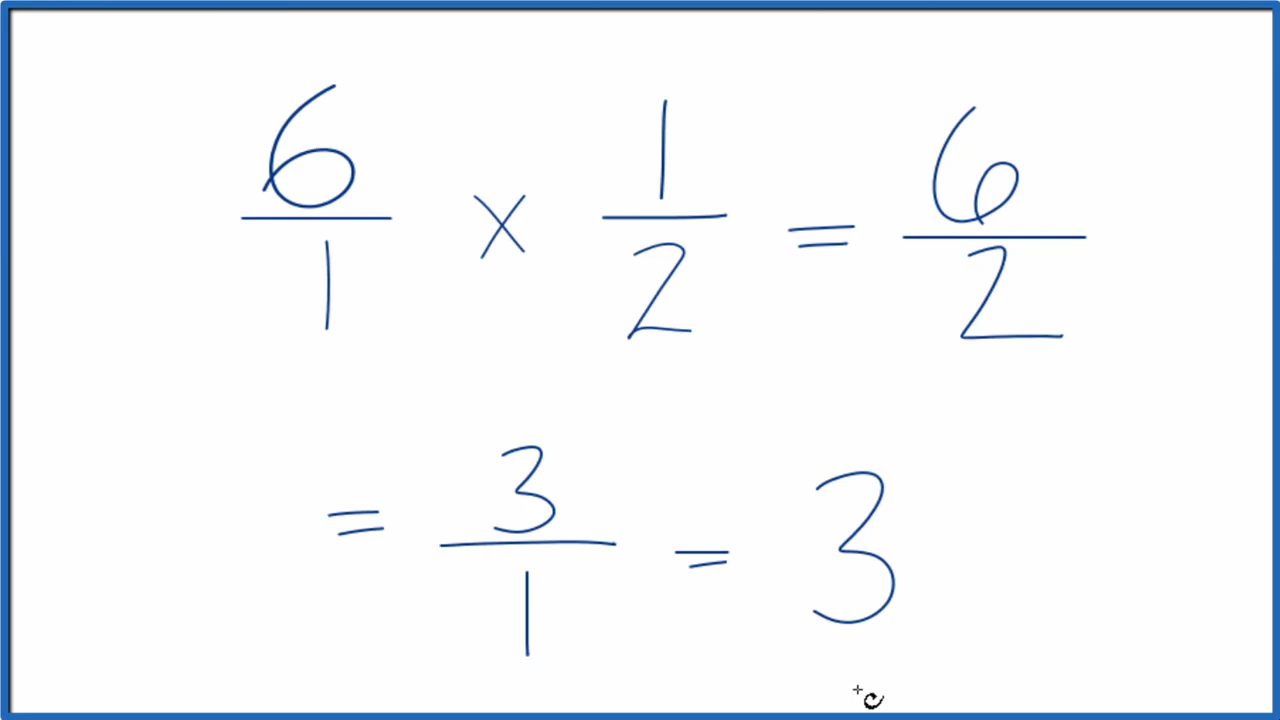 6/1 × 1/2 = 6/2
= 3/1 = 3